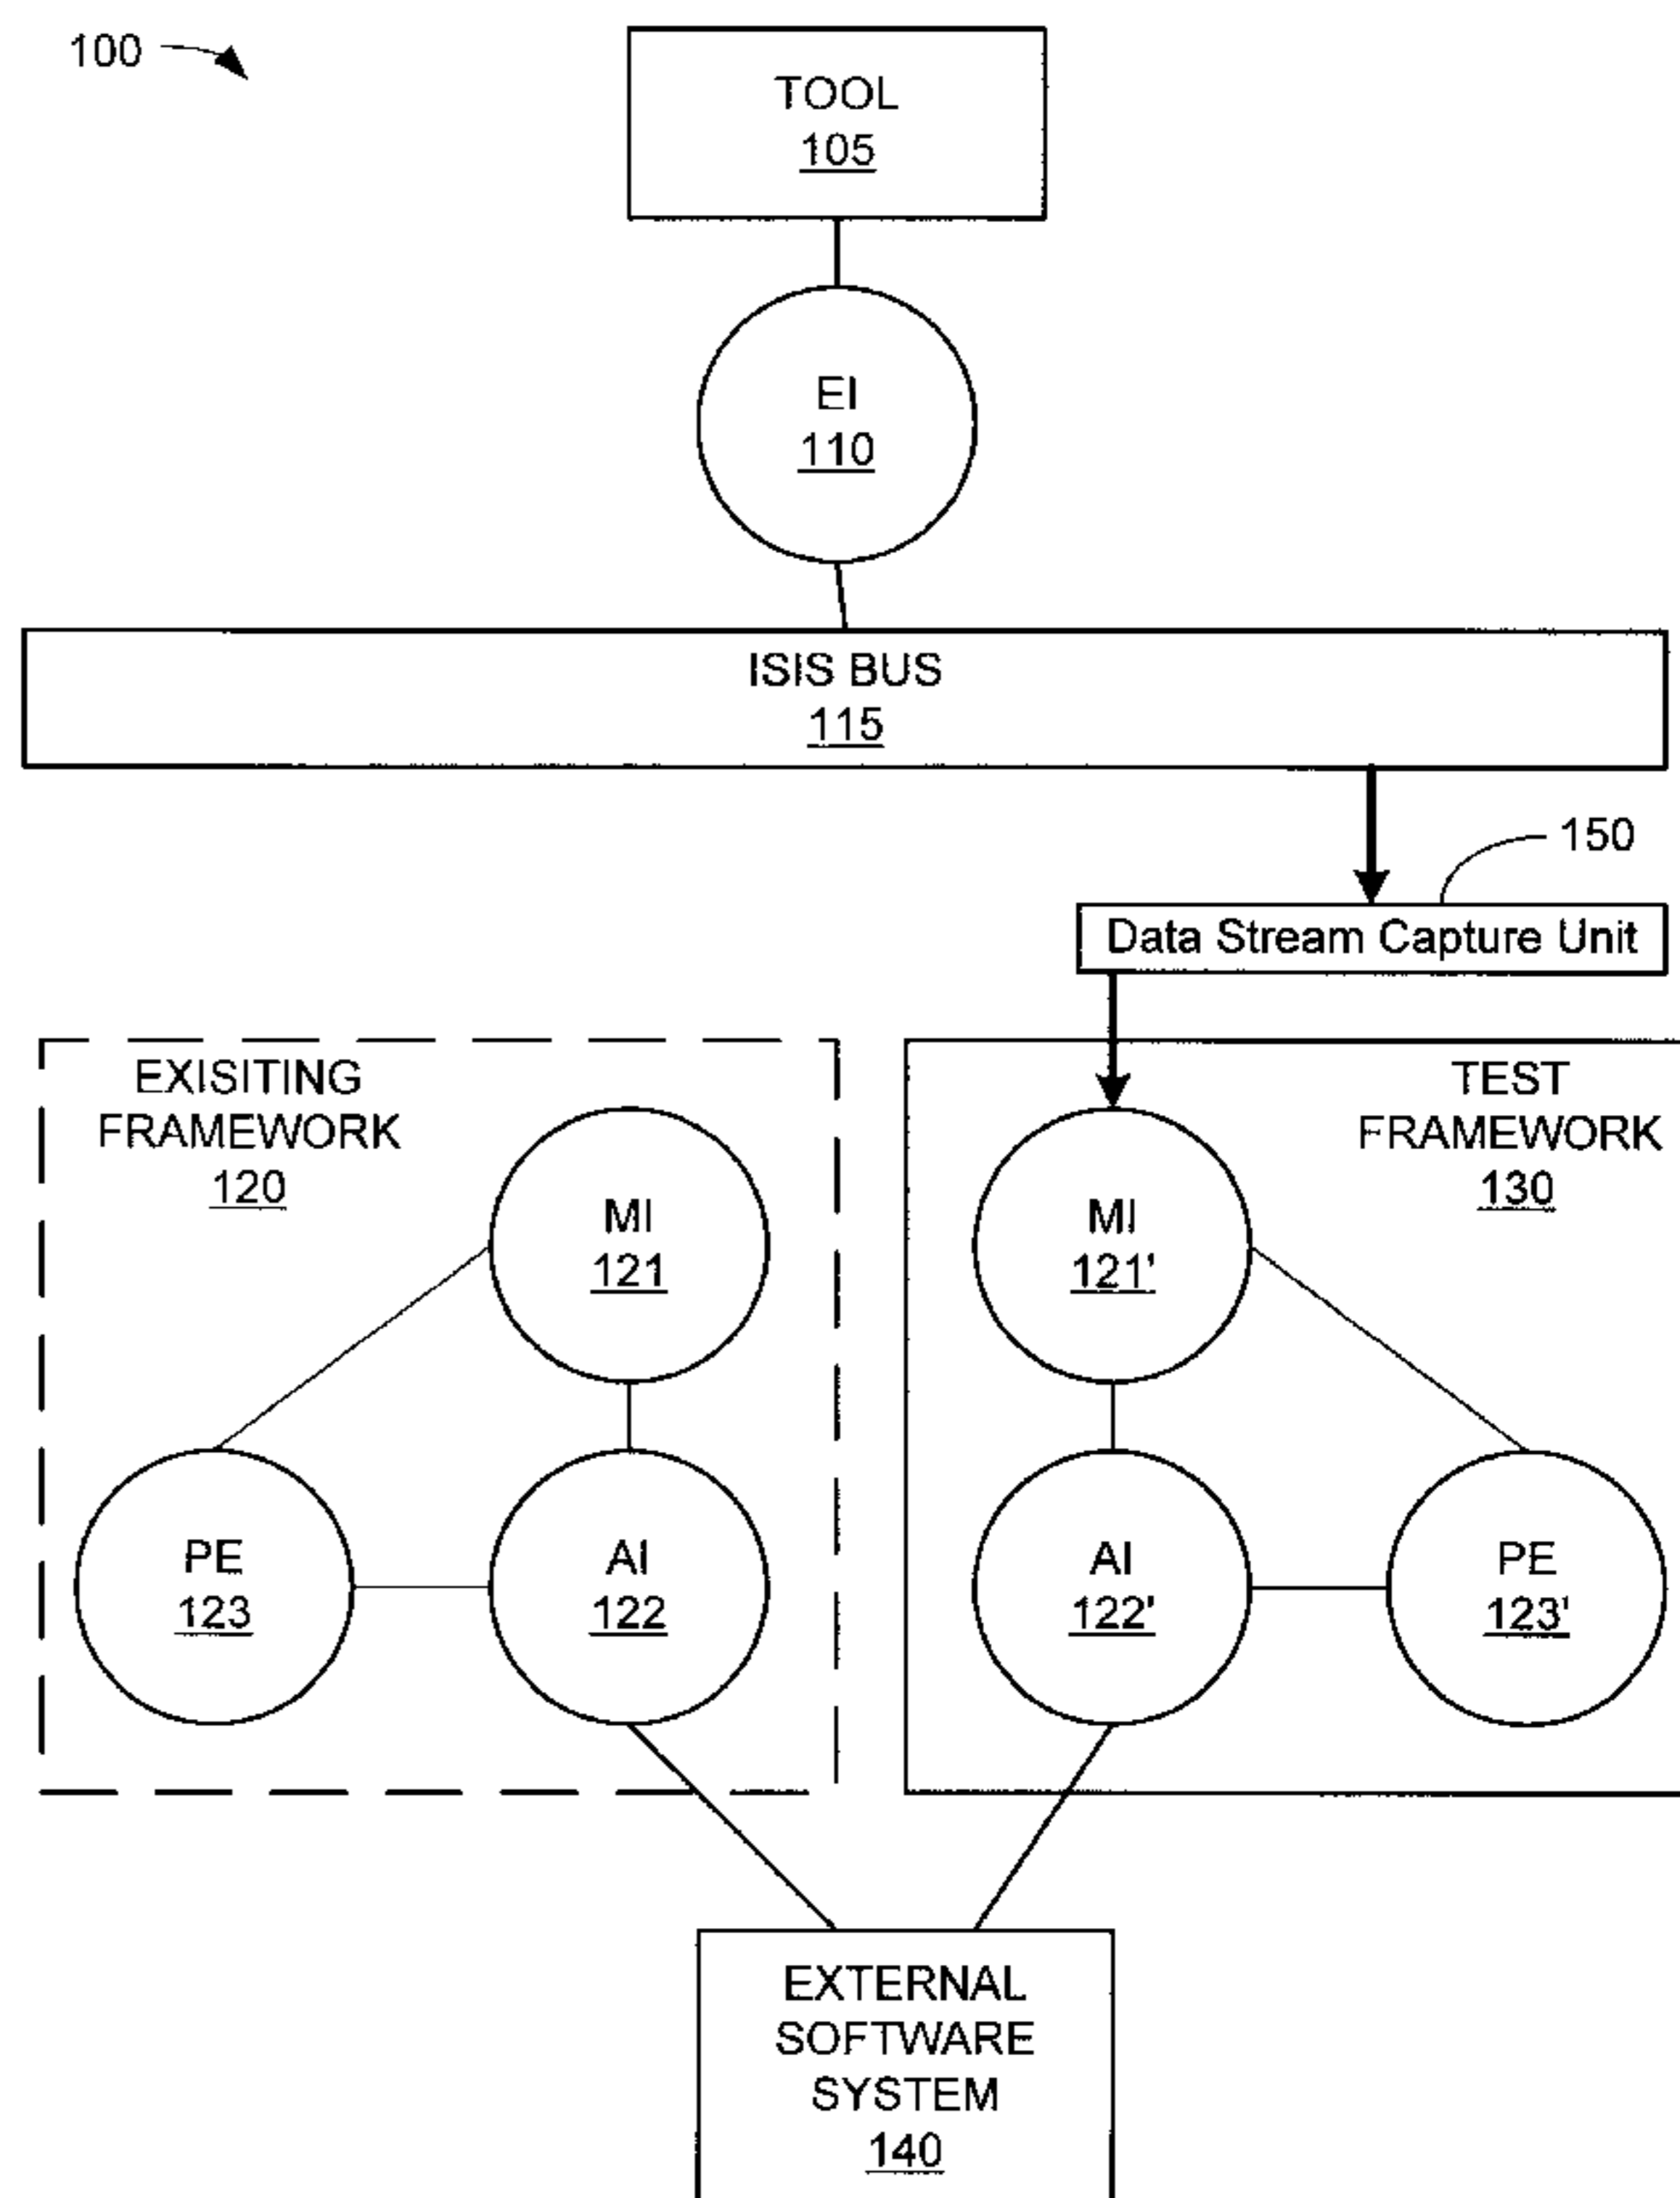 100
TOOL
105
EI
110
ISIS BUS
115
150
Data Stream Capture Unit
EXISITING
FRAMEWORK
120
TEST
FRAMEWORK
130
MI
121
MI
121'
PE
123
AI
122
AI
122'
PE
123'
EXTERNAL
SOFTWARE
SYSTEM
140